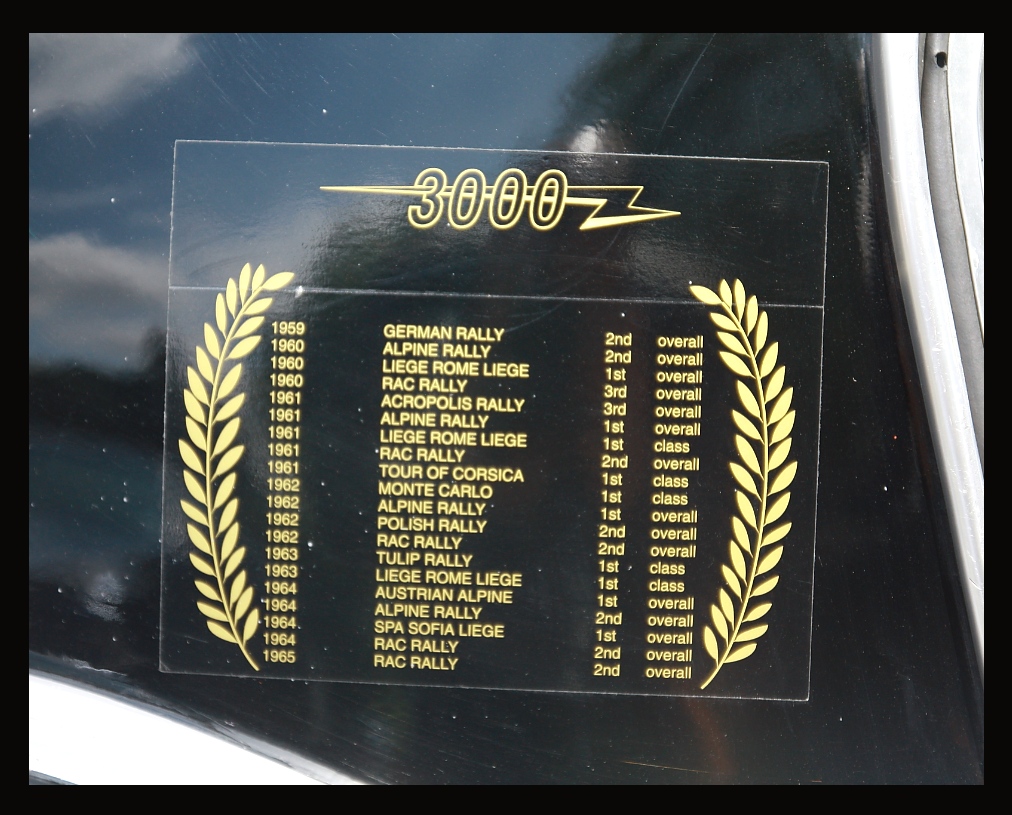 3000
1959 GERMAN RALLY 2nd overall
1960 ALPINE RALLY 2nd overall
1960 LIEGE ROME LIEGE 1st overall
1960 RAC RALLY 3rd overall
1961 ACROPOLIS RALLY 3rd overall
1961 ALPINE RALLY 1st overall
1961 LIEGE ROME LIEGE 1st class
1961 RAC RALLY 2nd overall
1961 TOUR OF CORSICA 1st class
1962 MONTE CARLO 1st class
1962 ALPINE RALLY 1st overall
1962 POLISH RALLY 2nd overall
1962 RAC RALLY 2nd overall
1963 TULIP RALLY 1st class
1963 LIEGE ROME LIEGE 1st class
1964 AUSTRIAN ALPINE 1st overall
1964 ALPINE RALLY 2nd overall
1964 SPA SOFIA LIEGE 1st overall
1964 RAC RALLY 2nd overall
1965 RAC RALLY 2nd overall